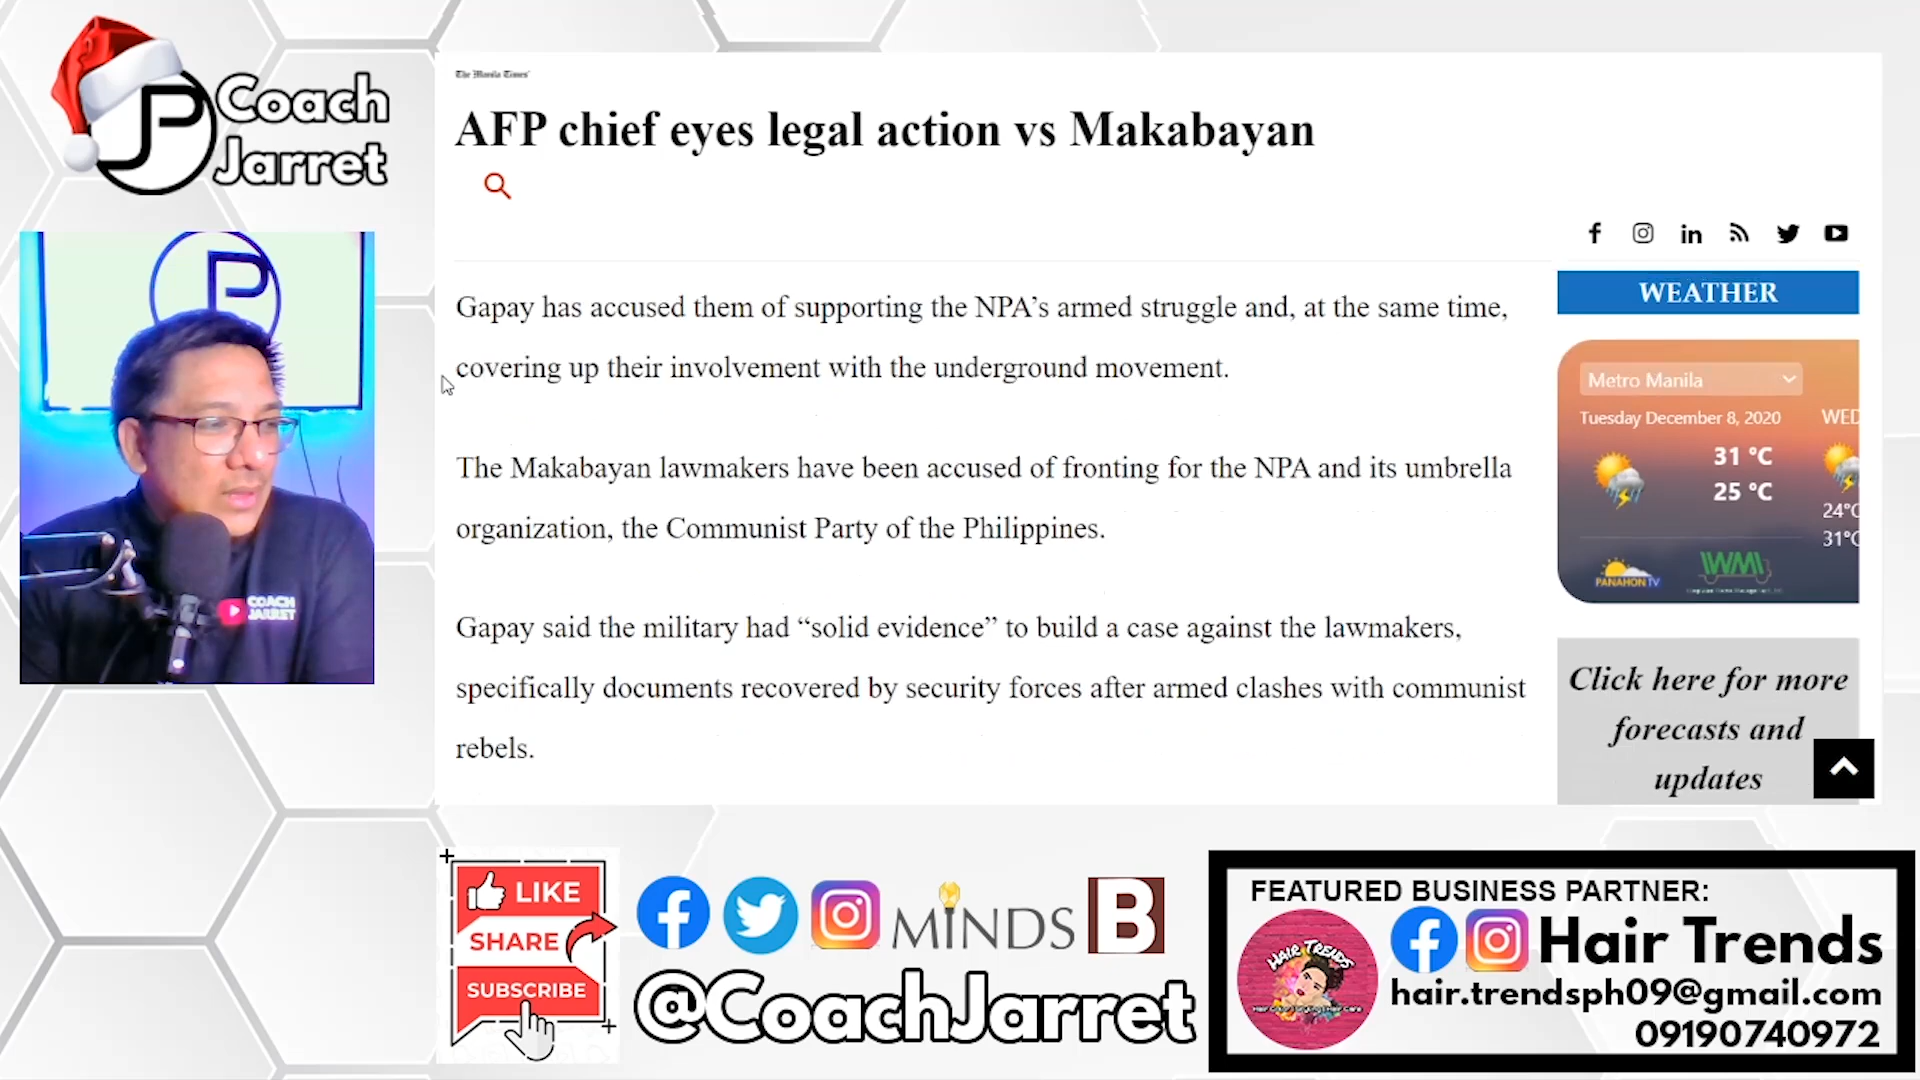 Coach
Jarret
The Manila Times
AFP chief eyes legal action vs Makabayan
Gapay has accused them of supporting the NPA’s armed struggle and, at the same time,
covering up their involvement with the underground movement.
The Makabayan lawmakers have been accused of fronting for the NPA and its umbrella
organization, the Communist Party of the Philippines.
Gapay said the military had “solid evidence” to build a case against the lawmakers,
specifically documents recovered by security forces after armed clashes with communist
rebels.
WEATHER
Metro Manila
Tuesday December 8, 2020
WED
31 °C
25 °C
24°C
31°C
PANAHON TV
WMI
Click here for more
forecasts and
updates
COACH
JARRET
LIKE
SHARE
SUBSCRIBE
MINDS
B
@CoachJarret
FEATURED BUSINESS PARTNER:
HAIR TRENDS
Hair Trends
hair.trendsph09@gmail.com
09190740972